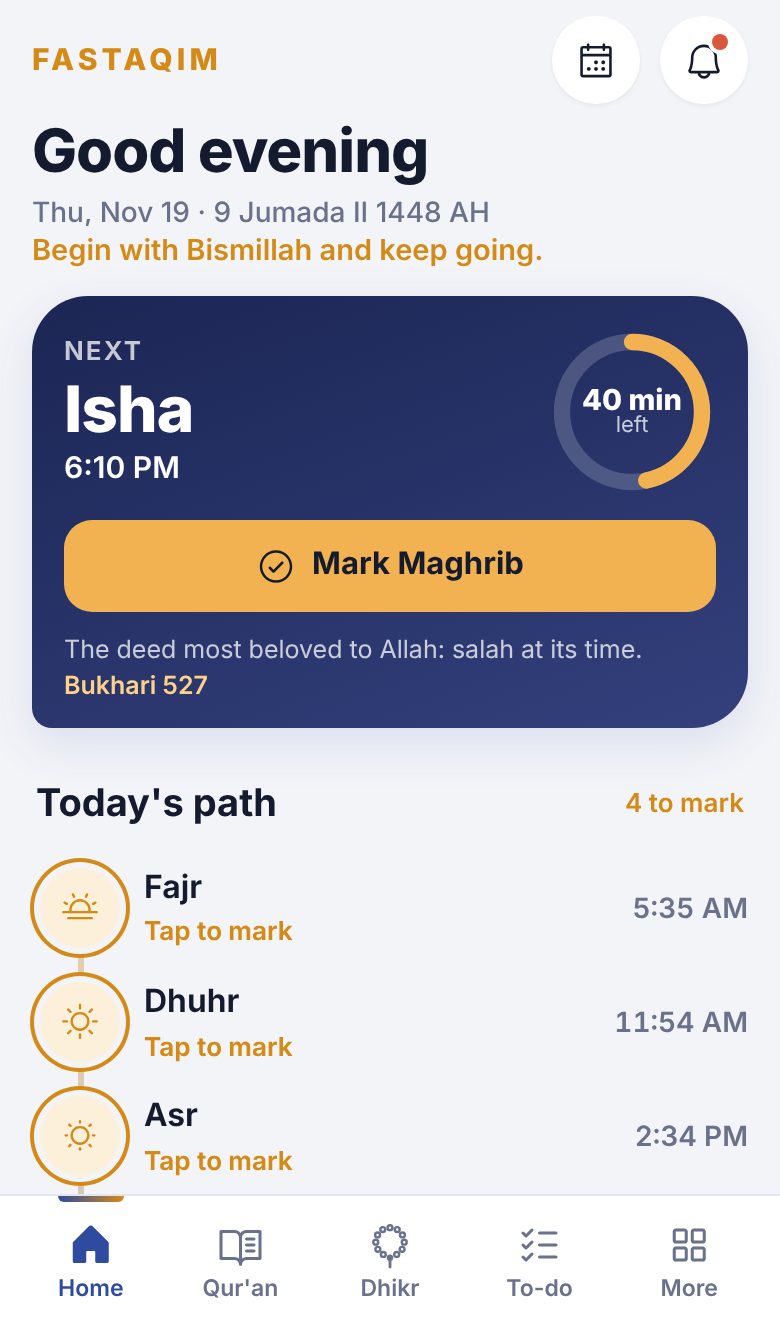 FASTAQIM
Good evening
Thu, Nov 19 · 9 Jumada II 1448 AH
Begin with Bismillah and keep going.
NEXT
Isha
6:10 PM
40 min
left
Mark Maghrib
The deed most beloved to Allah: salah at its time.
Bukhari 527
Today's path
4 to mark
Fajr
Tap to mark
5:35 AM
Dhuhr
Tap to mark
11:54 AM
Asr
Tap to mark
2:34 PM
Home
Qur'an
Dhikr
To-do
More